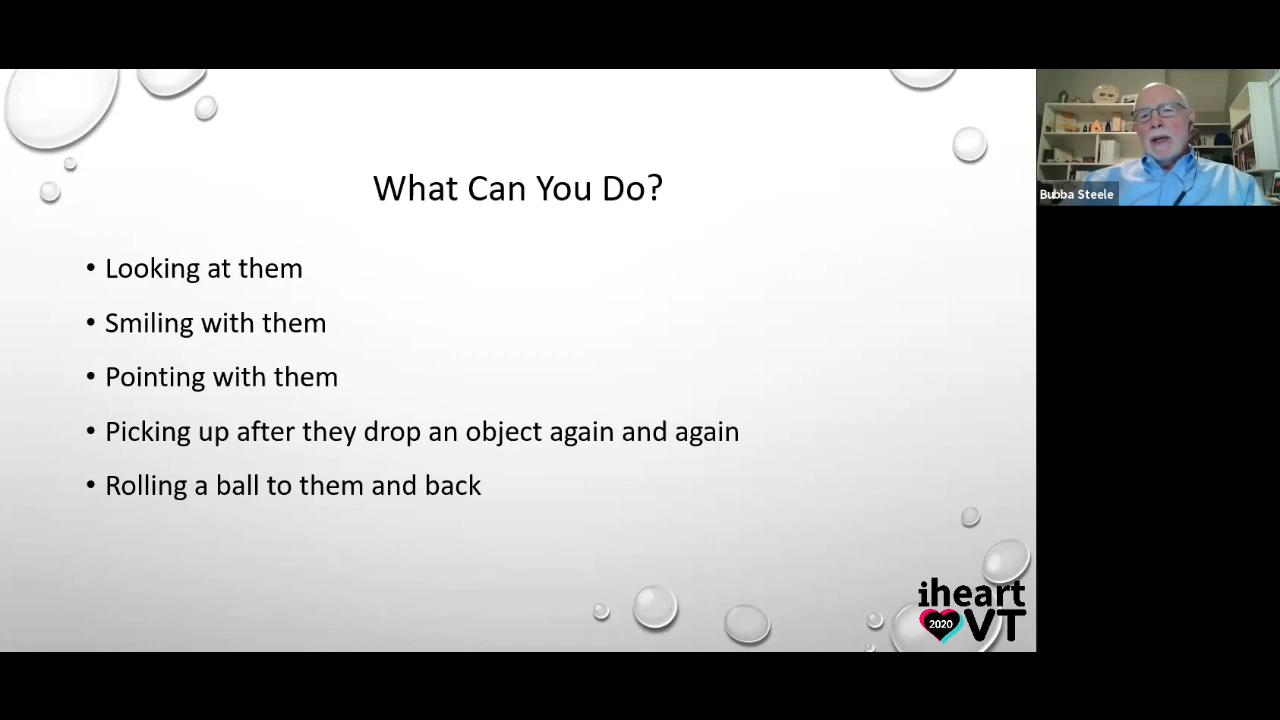 What Can You Do?
• Looking at them
• Smiling with them
• Pointing with them
• Picking up after they drop an object again and again
• Rolling a ball to them and back
Bubba Steele
iheart
2020 VT